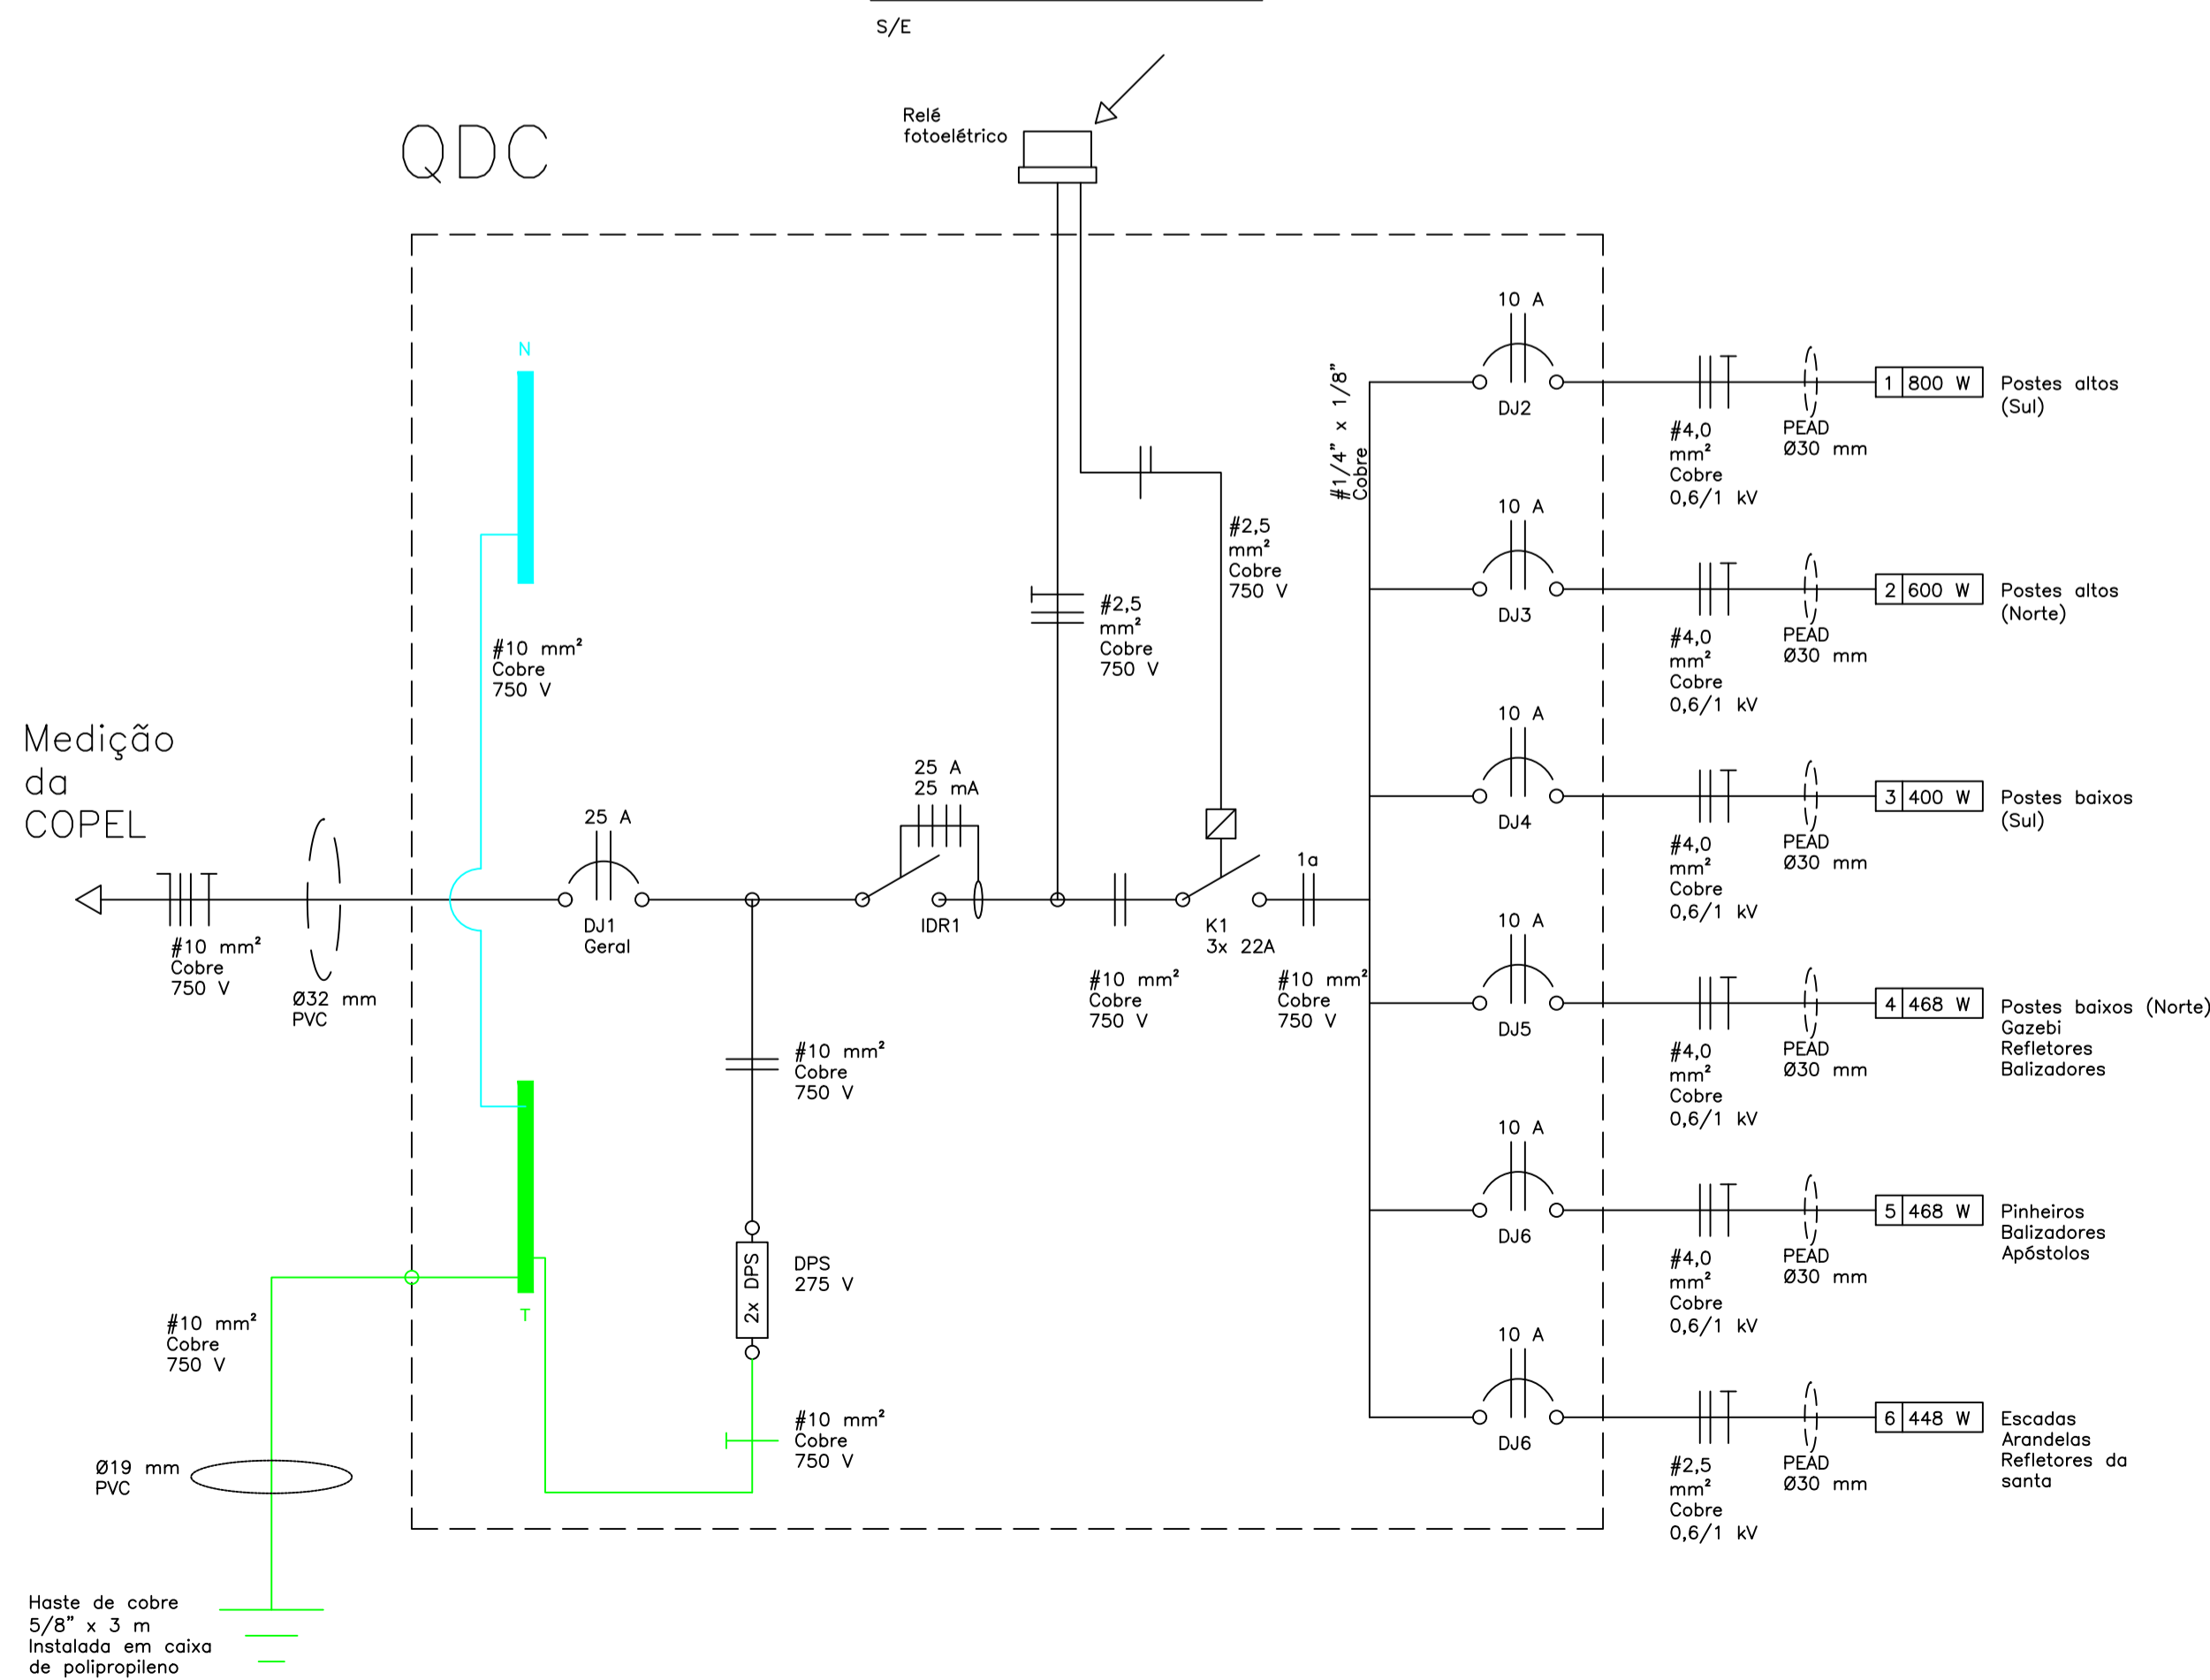 S/E
Relé
fotoelétrico
QDC
N
#10 mm²
Cobre
750 V
Medição
da
COPEL
#10 mm²
Cobre
750 V
Ø32 mm
PVC
25 A
DJ1
Geral
25 A
25 mA
IDR1
#2,5
mm²
Cobre
750 V
#2,5
mm²
Cobre
750 V
K1
3x 22A
1a
#10 mm²
Cobre
750 V
#10 mm²
Cobre
750 V
#1/4" x 1/8"
Cobre
#10 mm²
Cobre
750 V
2x DPS
DPS
275 V
#10 mm²
Cobre
750 V
T
#10 mm²
Cobre
750 V
Ø19 mm
PVC
Haste de cobre
5/8" x 3 m
Instalada em caixa
de polipropileno
10 A
DJ2
#4,0
mm²
Cobre
0,6/1 kV
PEAD
Ø30 mm
1 800 W
Postes altos
(Sul)
10 A
DJ3
#4,0
mm²
Cobre
0,6/1 kV
PEAD
Ø30 mm
2 600 W
Postes altos
(Norte)
10 A
DJ4
#4,0
mm²
Cobre
0,6/1 kV
PEAD
Ø30 mm
3 400 W
Postes baixos
(Sul)
10 A
DJ5
#4,0
mm²
Cobre
0,6/1 kV
PEAD
Ø30 mm
4 468 W
Postes baixos (Norte)
Gazebi
Refletores
Balizadores
10 A
DJ6
#4,0
mm²
Cobre
0,6/1 kV
PEAD
Ø30 mm
5 468 W
Pinheiros
Balizadores
Apóstolos
10 A
DJ6
#2,5
mm²
Cobre
0,6/1 kV
PEAD
Ø30 mm
6 448 W
Escadas
Arandelas
Refletores da
santa